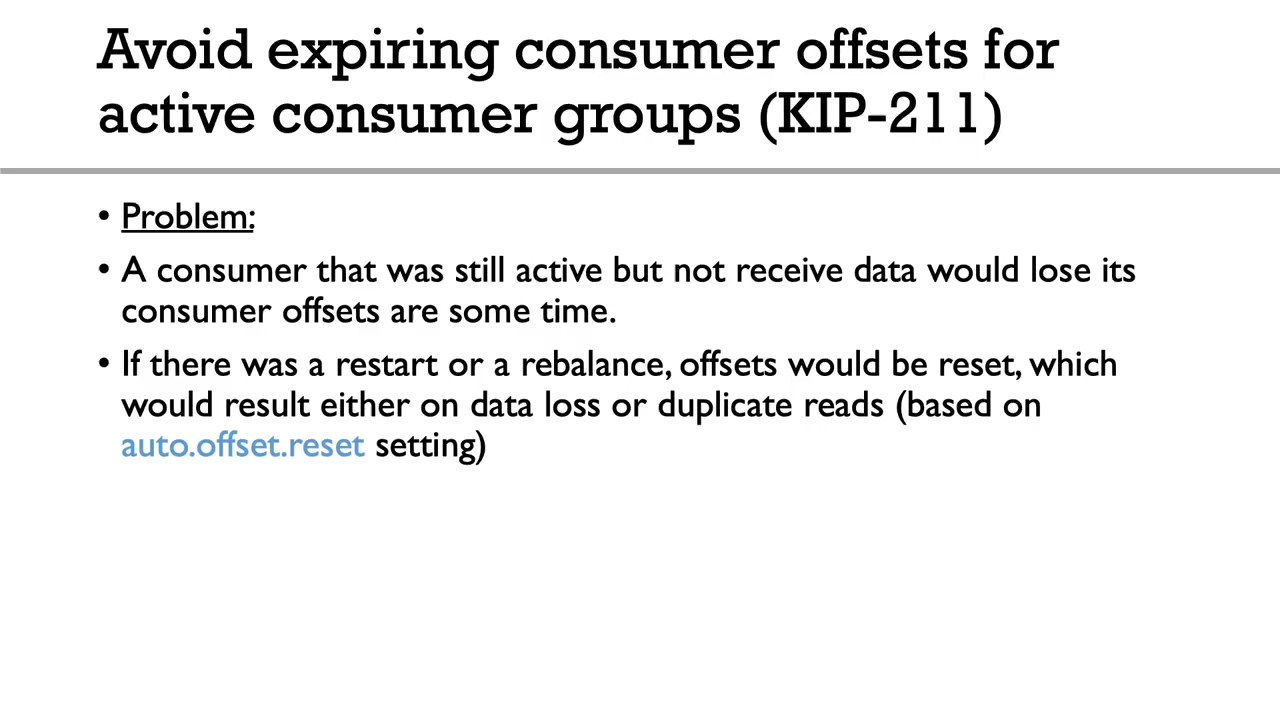 Avoid expiring consumer offsets for
active consumer groups (KIP-211)
• Problem:
• A consumer that was still active but not receive data would lose its
consumer offsets are some time.
• If there was a restart or a rebalance, offsets would be reset, which
would result either on data loss or duplicate reads (based on
auto.offset.reset setting)